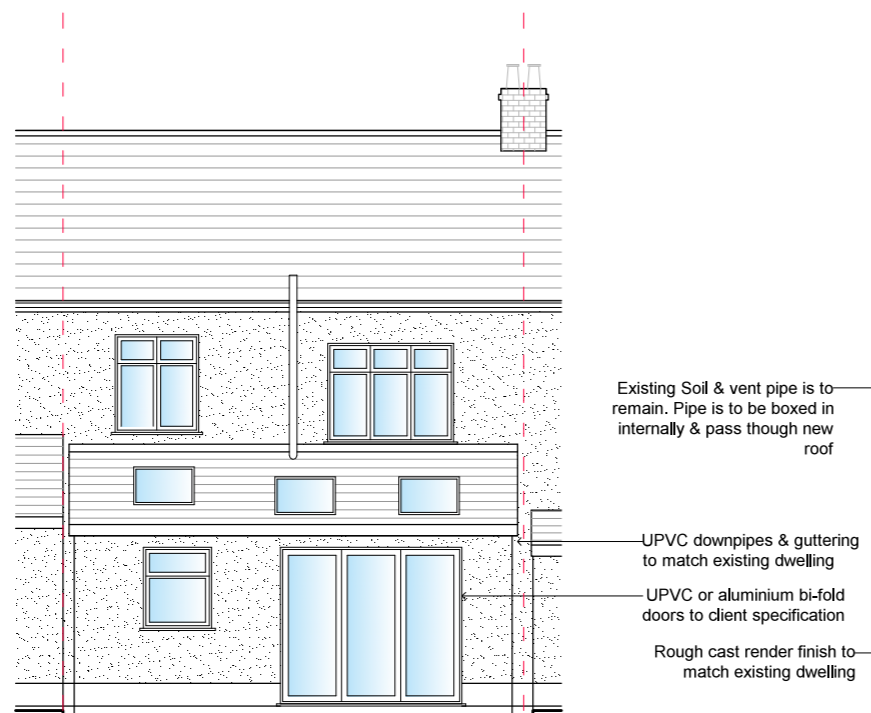 Existing Soil & vent pipe is to
remain. Pipe is to be boxed in
internally & pass though new
roof
UPVC downpipes & guttering
to match existing dwelling
UPVC or aluminium bi-fold
doors to client specification
Rough cast render finish to
match existing dwelling